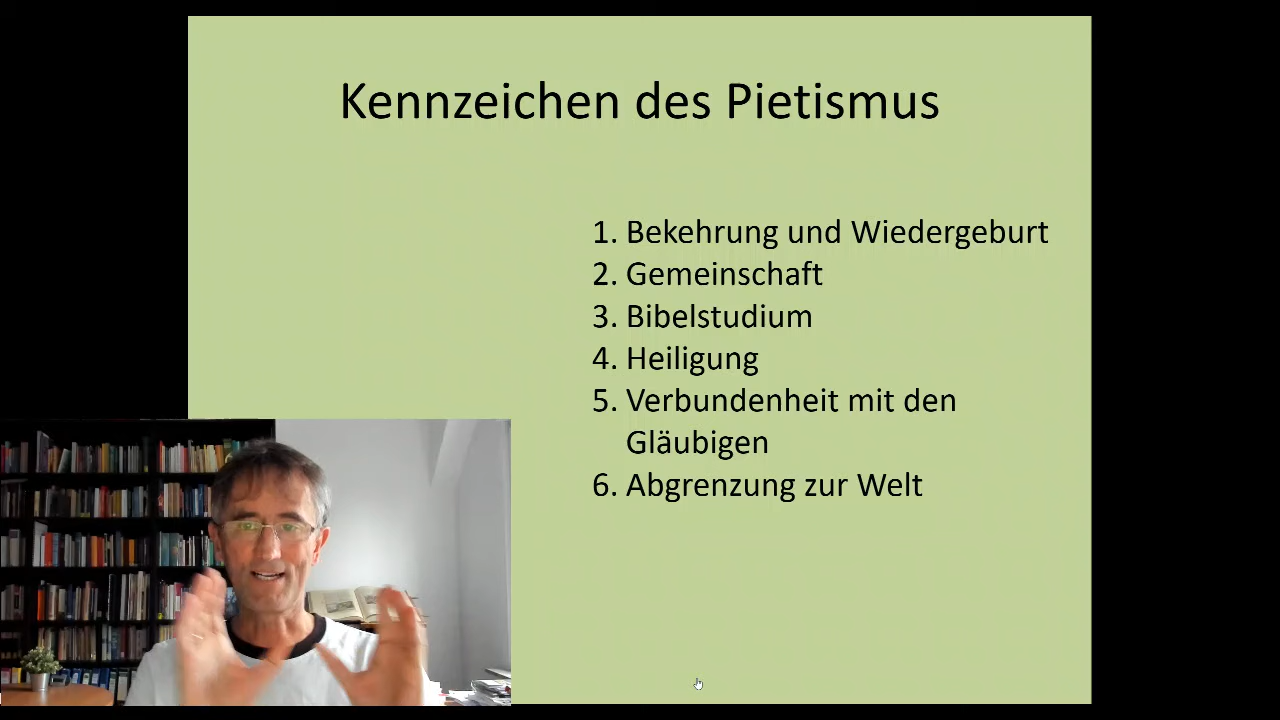 Kennzeichen des Pietismus
1. Bekehrung und Wiedergeburt
2. Gemeinschaft
3. Bibelstudium
4. Heiligung
5. Verbundenheit mit den
Gläubigen
6. Abgrenzung zur Welt